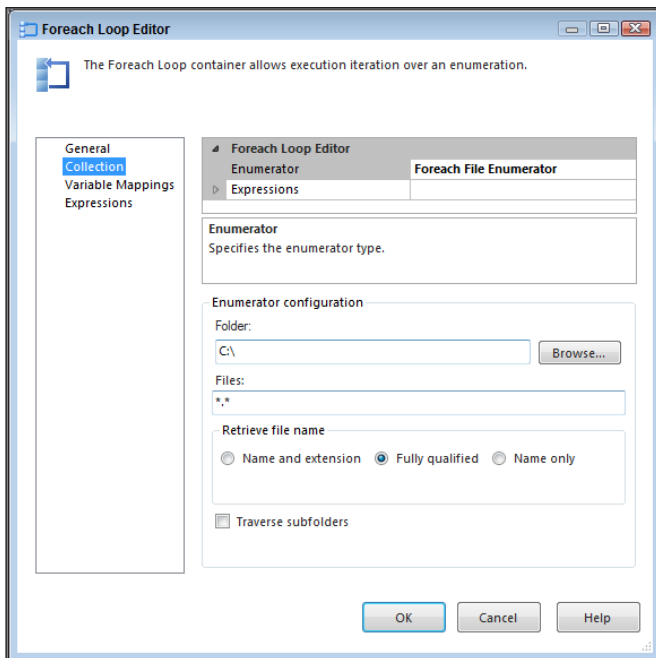 Foreach Loop Editor
The Foreach Loop container allows execution iteration over an enumeration.
General
Collection
Variable Mappings
Expressions
Foreach Loop Editor
Enumerator Foreach File Enumerator
Expressions
Enumerator
Specifies the enumerator type.
Enumerator configuration
Folder:
C:\
Browse...
Files:
*.*
Retrieve file name
Name and extension Fully qualified Name only
Traverse subfolders
OK Cancel Help